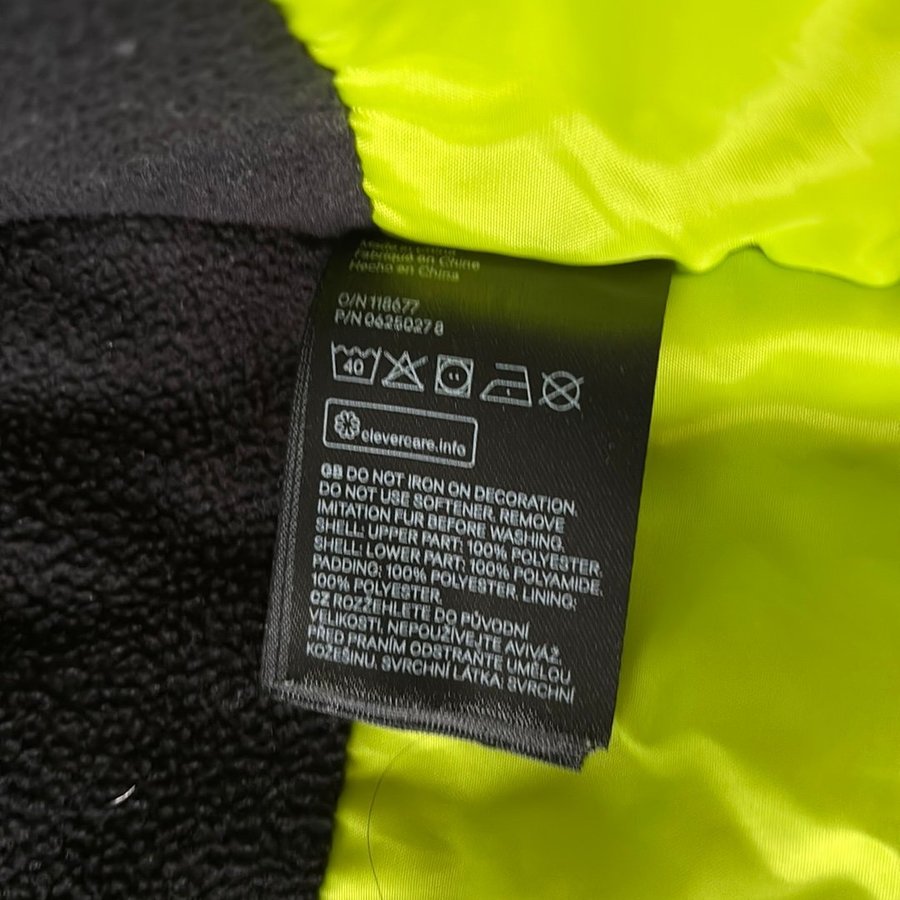 Made in China
Fabriqué en Chine
Hecho en China
O/N 118677
P/N 06250278
40
clevercare.info
GB DO NOT IRON ON DECORATION.
DO NOT USE SOFTENER. REMOVE
IMITATION FUR BEFORE WASHING.
SHELL: UPPER PART: 100% POLYESTER.
SHELL: LOWER PART: 100% POLYAMIDE.
PADDING: 100% POLYESTER. LINING:
100% POLYESTER.
CZ ROZŽEHLETE DO PŮVODNÍ
VELIKOSTI. NEPOUŽÍVEJTE AVIVÁŽ.
PŘED PRANÍM ODSTRAŇTE UMĚLOU
KOŽEŠINU. SVRCHNÍ LÁTKA: SVRCHNÍ